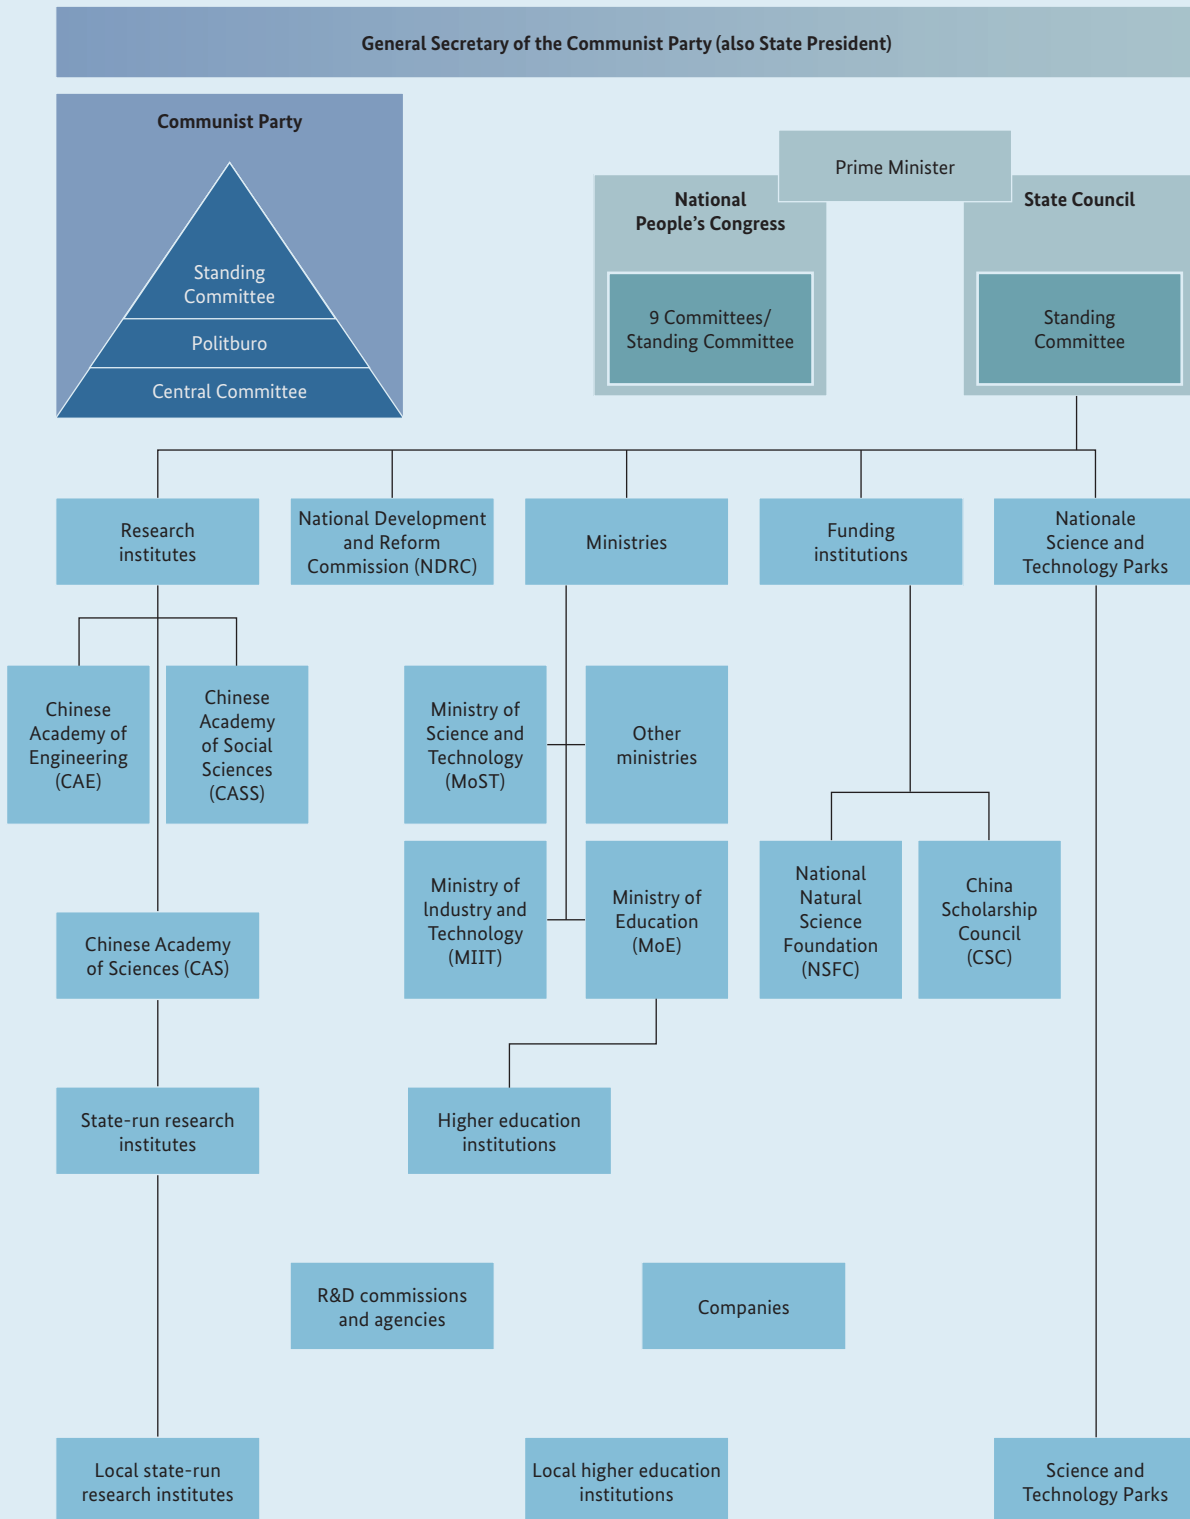 General Secretary of the Communist Party (also State President)
Communist Party
Standing
Committee
Politburo
Central Committee
Prime Minister
National
People's Congress
9 Committees/
Standing Committee
State Council
Standing
Committee
Research
institutes
National Development
and Reform
Commission (NDRC)
Ministries
Funding
institutions
Nationale
Science and
Technology Parks
Chinese
Academy of
Engineering
(CAE)
Chinese
Academy
of Social
Sciences
(CASS)
Ministry of
Science and
Technology
(MoST)
Other
ministries
Ministry of
Industry and
Technology
(MIIT)
Ministry of
Education
(MoE)
National
Natural
Science
Foundation
(NSFC)
China
Scholarship
Council
(CSC)
Chinese Academy
of Sciences (CAS)
State-run research
institutes
Higher education
institutions
R&D commissions
and agencies
Companies
Local state-run
research institutes
Local higher education
institutions
Science and
Technology Parks